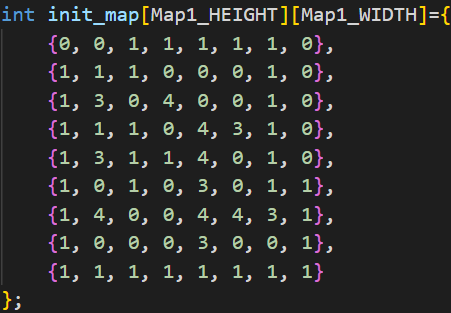 int init_map[Map1_HEIGHT][Map1_WIDTH]={
    {0, 0, 1, 1, 1, 1, 1, 0},
    {1, 1, 1, 0, 0, 0, 1, 0},
    {1, 3, 0, 4, 0, 0, 1, 0},
    {1, 1, 1, 0, 4, 3, 1, 0},
    {1, 3, 1, 1, 4, 0, 1, 0},
    {1, 0, 1, 0, 3, 0, 1, 1},
    {1, 4, 0, 0, 4, 4, 3, 1},
    {1, 0, 0, 0, 3, 0, 0, 1},
    {1, 1, 1, 1, 1, 1, 1, 1}
};